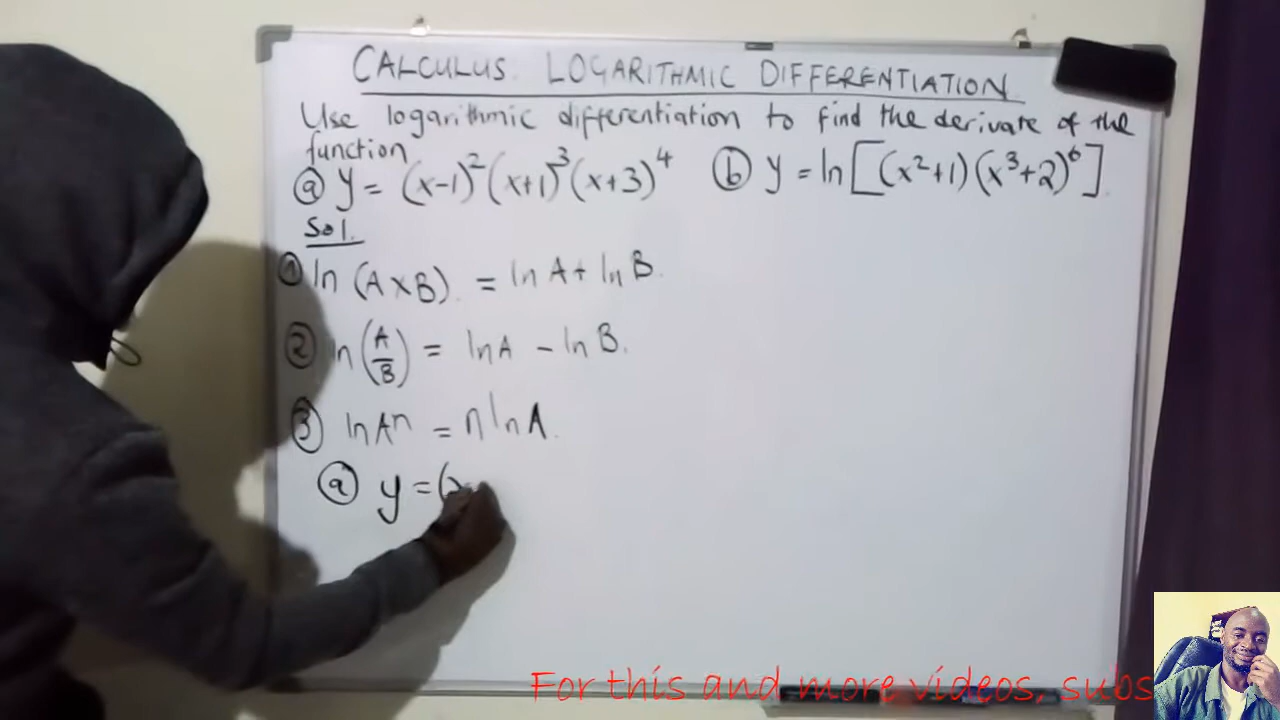 CALCULUS. LOGARITHMIC DIFFERENTIATION
Use logarithmic differentiation to find the derivate of the
function
ⓐ y = (x-1)²(x+1)³(x+3)⁴ ⓑ y = ln[(x²+1)(x³+2)⁶].
Sol.
① ln (A×B). = ln A + ln B.
② ln(A/B) = ln A - ln B.
③ ln Aⁿ = n ln A.
ⓐ y = (x
For this and more videos, subs